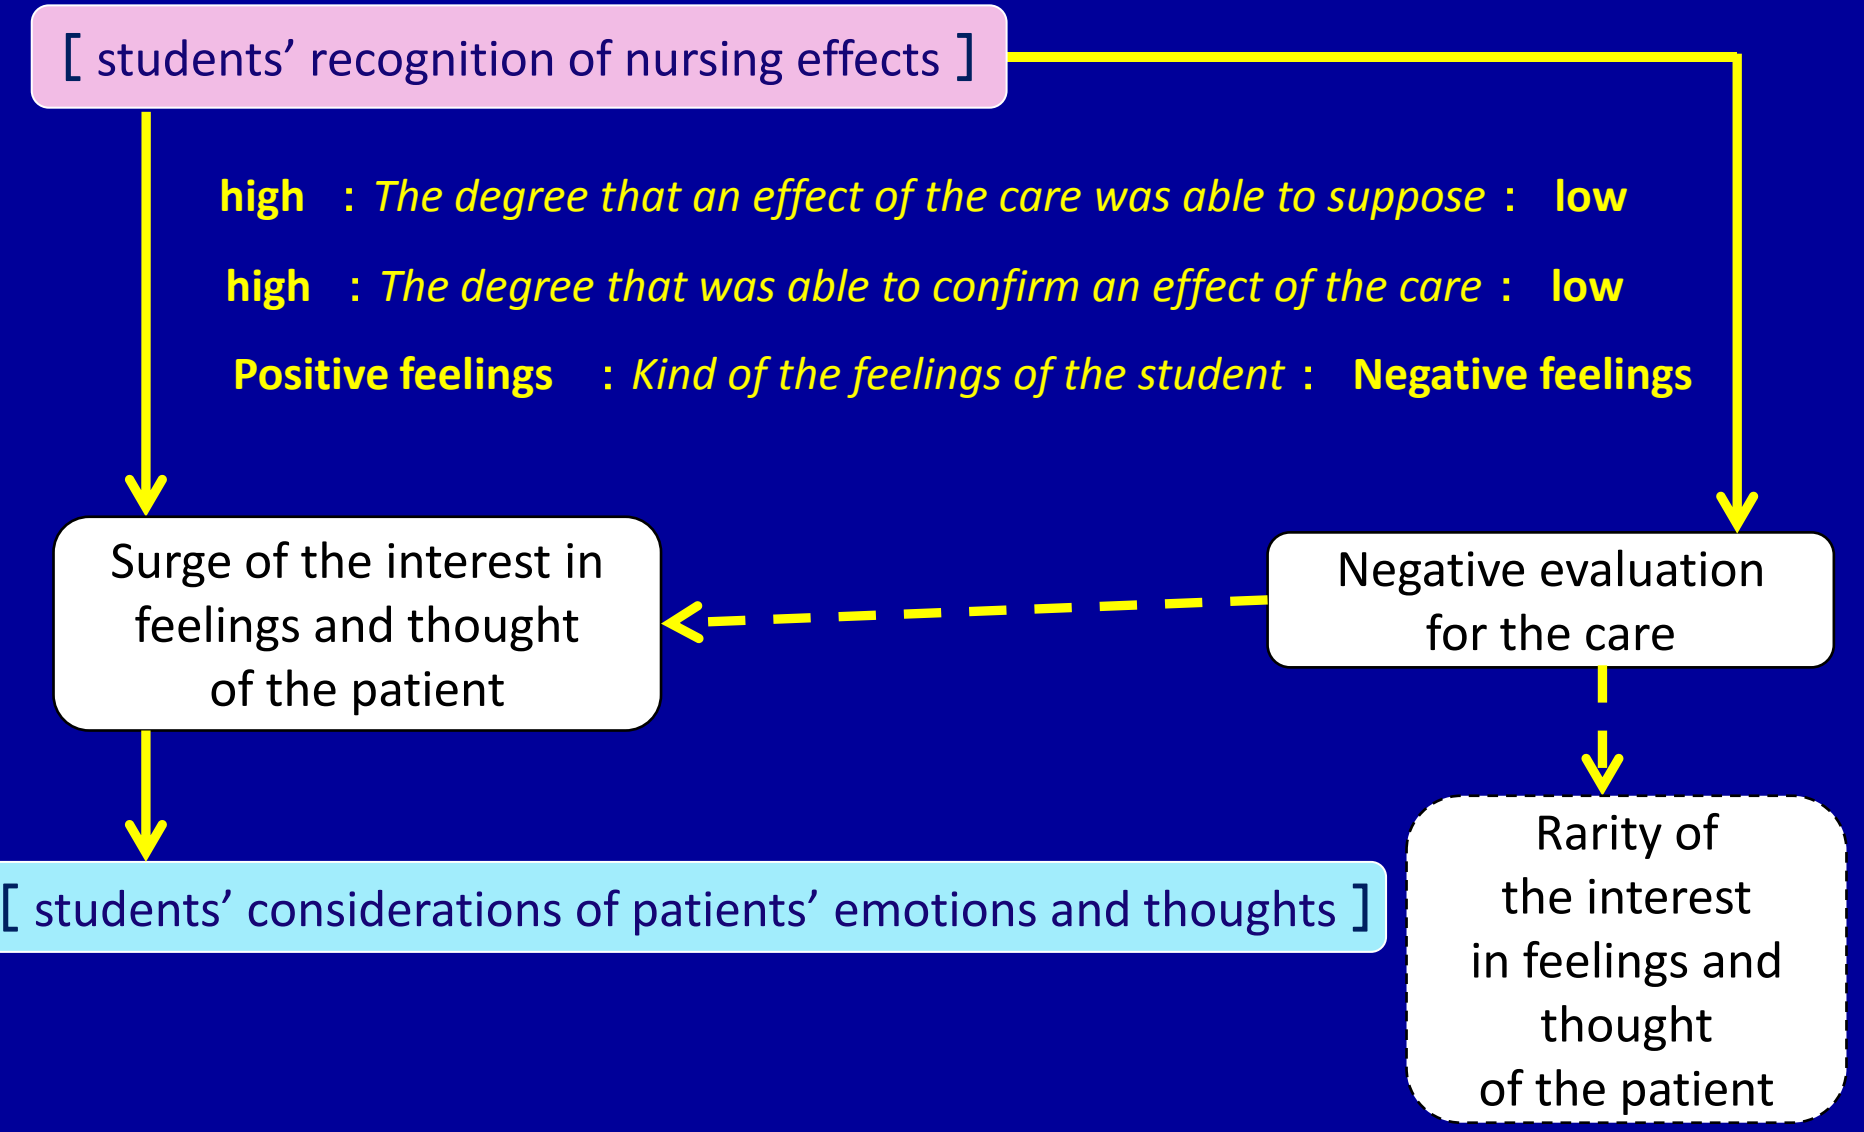 [ students’ recognition of nursing effects ]
high : The degree that an effect of the care was able to suppose : low
high : The degree that was able to confirm an effect of the care : low
Positive feelings : Kind of the feelings of the student : Negative feelings
Surge of the interest in
feelings and thought
of the patient
Negative evaluation
for the care
[ students’ considerations of patients’ emotions and thoughts ]
Rarity of
the interest
in feelings and
thought
of the patient